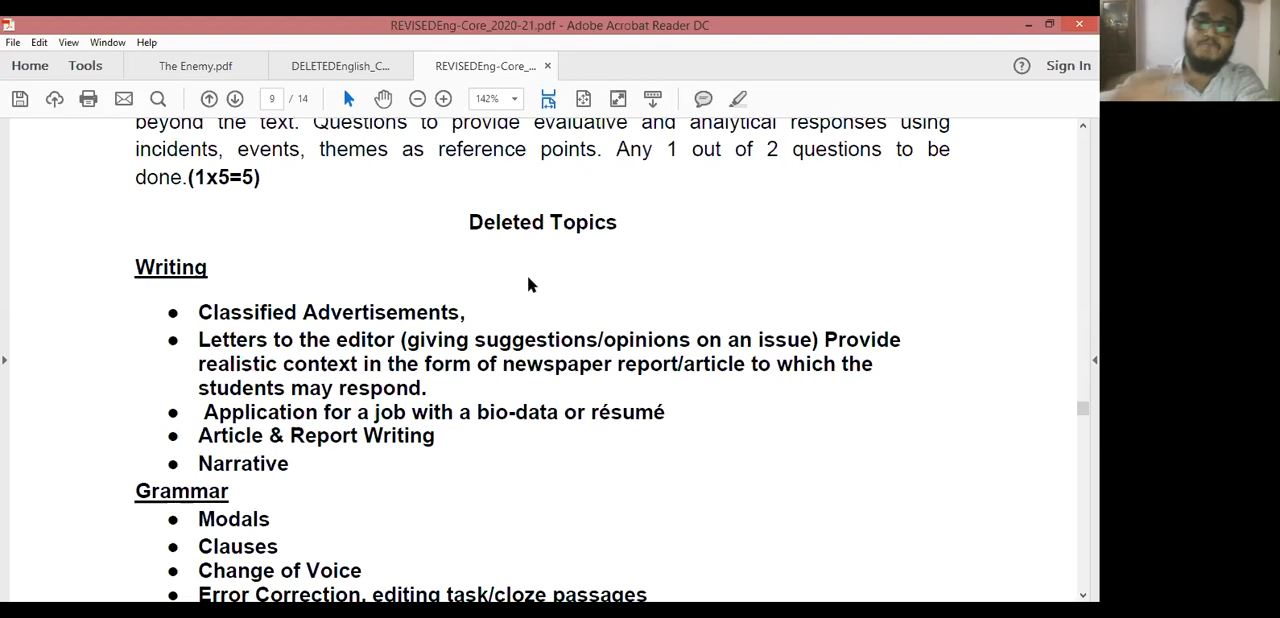 REVISEDEng-Core_2020-21.pdf - Adobe Acrobat Reader DC
File Edit View Window Help
Home Tools The Enemy.pdf DELETEDEnglish_C... REVISEDEng-Core_... × Sign In
9 / 14 142%
beyond the text. Questions to provide evaluative and analytical responses using
incidents, events, themes as reference points. Any 1 out of 2 questions to be
done.(1x5=5)
Deleted Topics
Writing
● Classified Advertisements,
● Letters to the editor (giving suggestions/opinions on an issue) Provide
realistic context in the form of newspaper report/article to which the
students may respond.
● Application for a job with a bio-data or résumé
● Article & Report Writing
● Narrative
Grammar
● Modals
● Clauses
● Change of Voice
● Error Correction, editing task/cloze passages